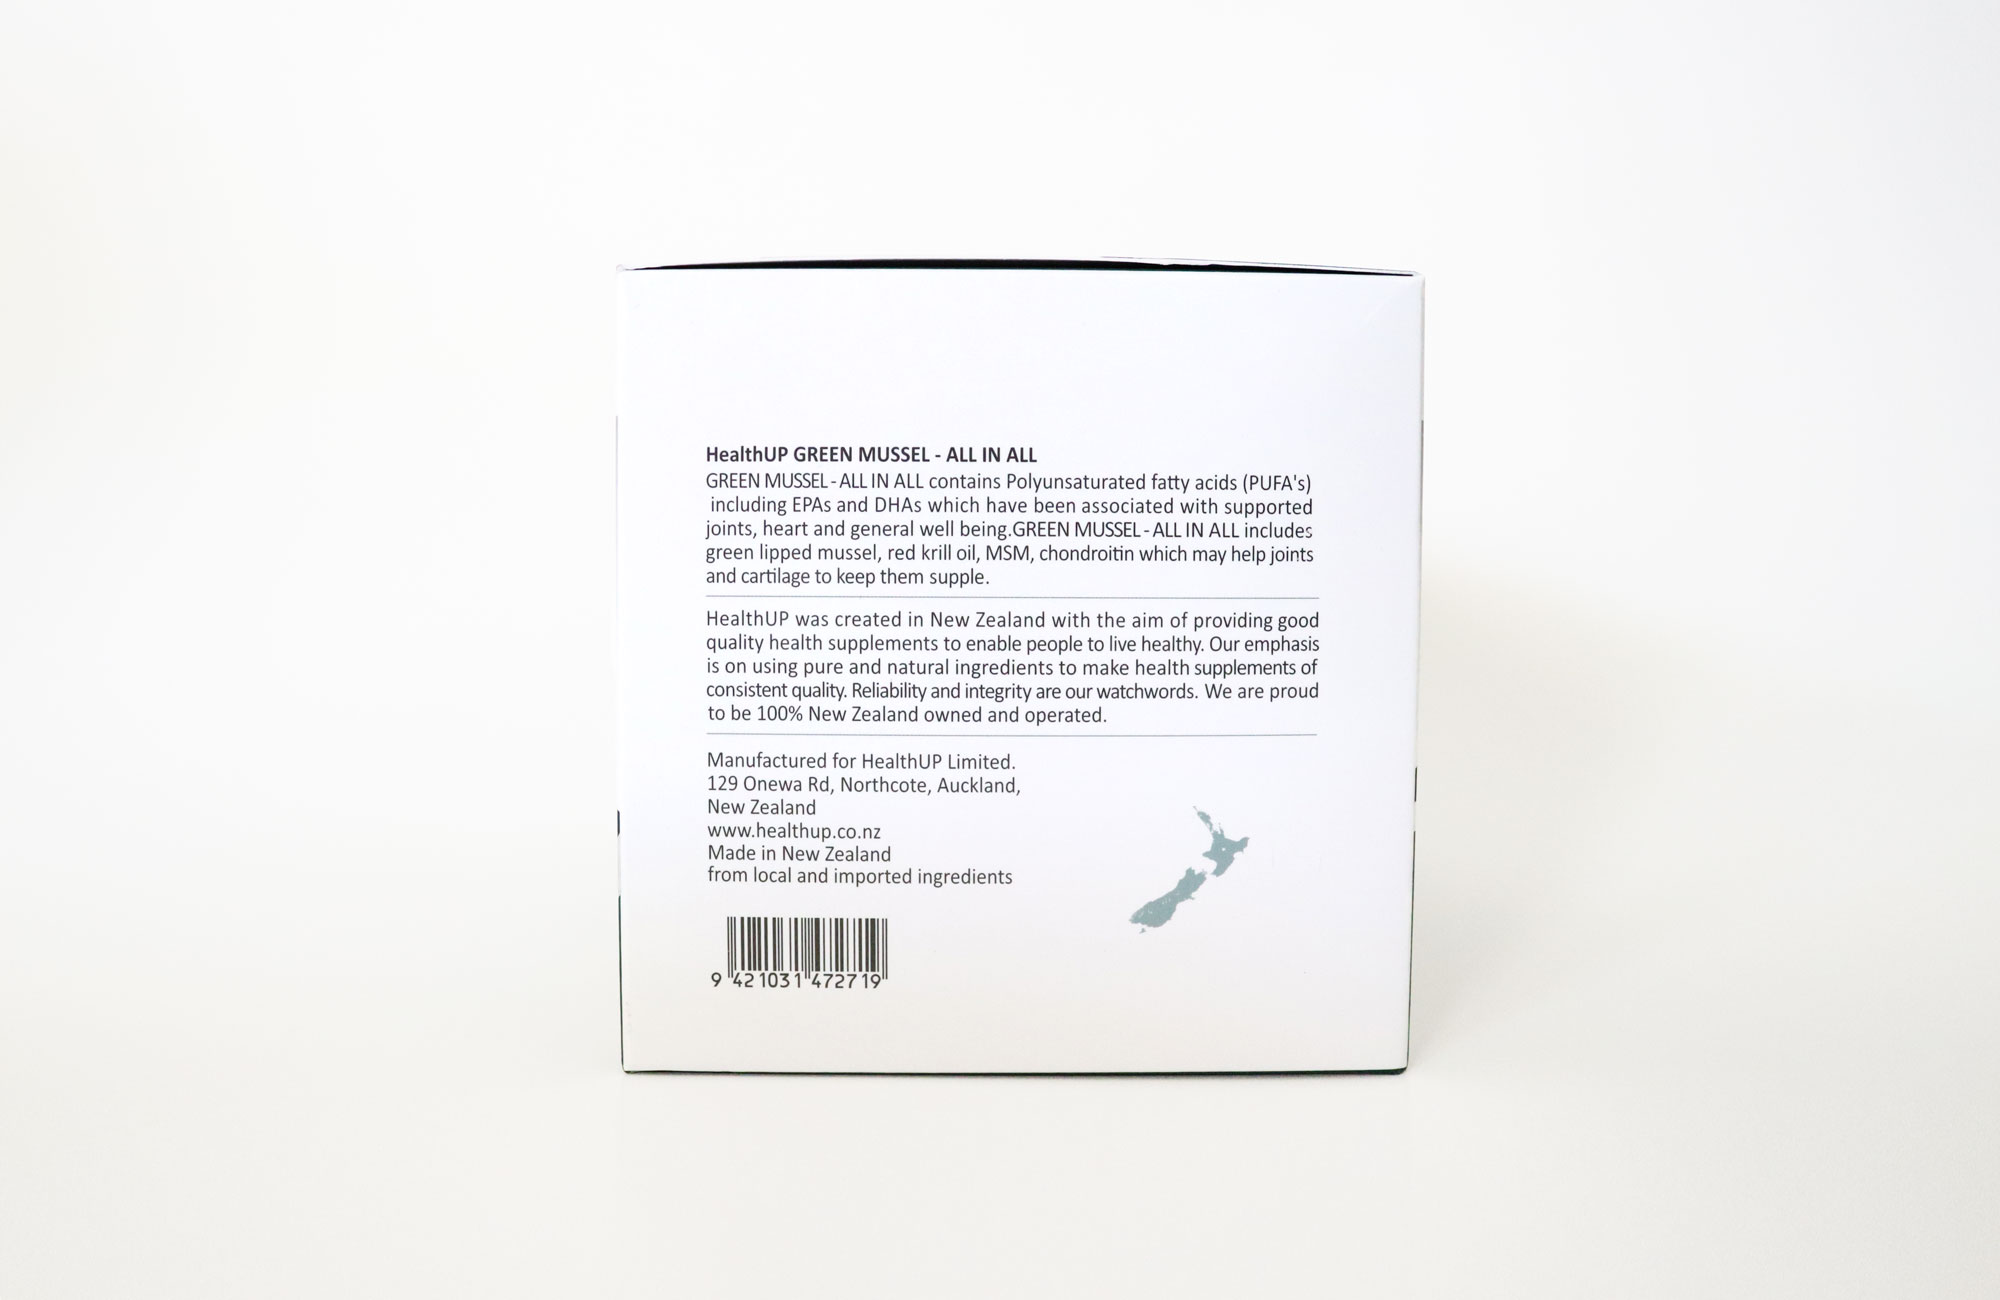 HealthUP GREEN MUSSEL - ALL IN ALL
GREEN MUSSEL - ALL IN ALL contains Polyunsaturated fatty acids (PUFA's)
including EPAs and DHAs which have been associated with supported
joints, heart and general well being.GREEN MUSSEL - ALL IN ALL includes
green lipped mussel, red krill oil, MSM, chondroitin which may help joints
and cartilage to keep them supple.
HealthUP was created in New Zealand with the aim of providing good
quality health supplements to enable people to live healthy. Our emphasis
is on using pure and natural ingredients to make health supplements of
consistent quality. Reliability and integrity are our watchwords. We are proud
to be 100% New Zealand owned and operated.
Manufactured for HealthUP Limited.
129 Onewa Rd, Northcote, Auckland,
New Zealand
www.healthup.co.nz
Made in New Zealand
from local and imported ingredients
9 421031 472719